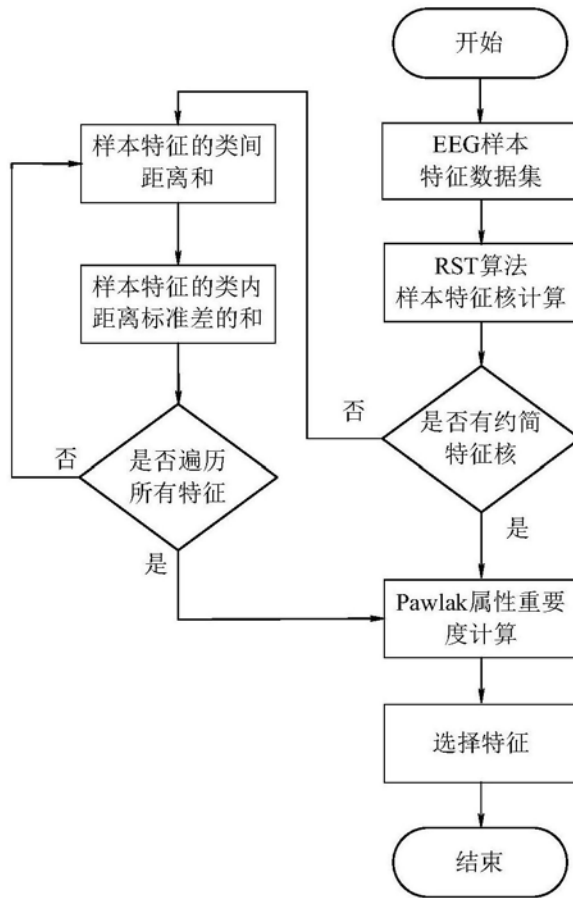 开始
EEG样本
特征数据集
RST算法
样本特征核计算
是否有约简
特征核
否
是
样本特征的类间
距离和
样本特征的类内
距离标准差的和
是否遍历
所有特征
否
是
Pawlak属性重要
度计算
选择特征
结束